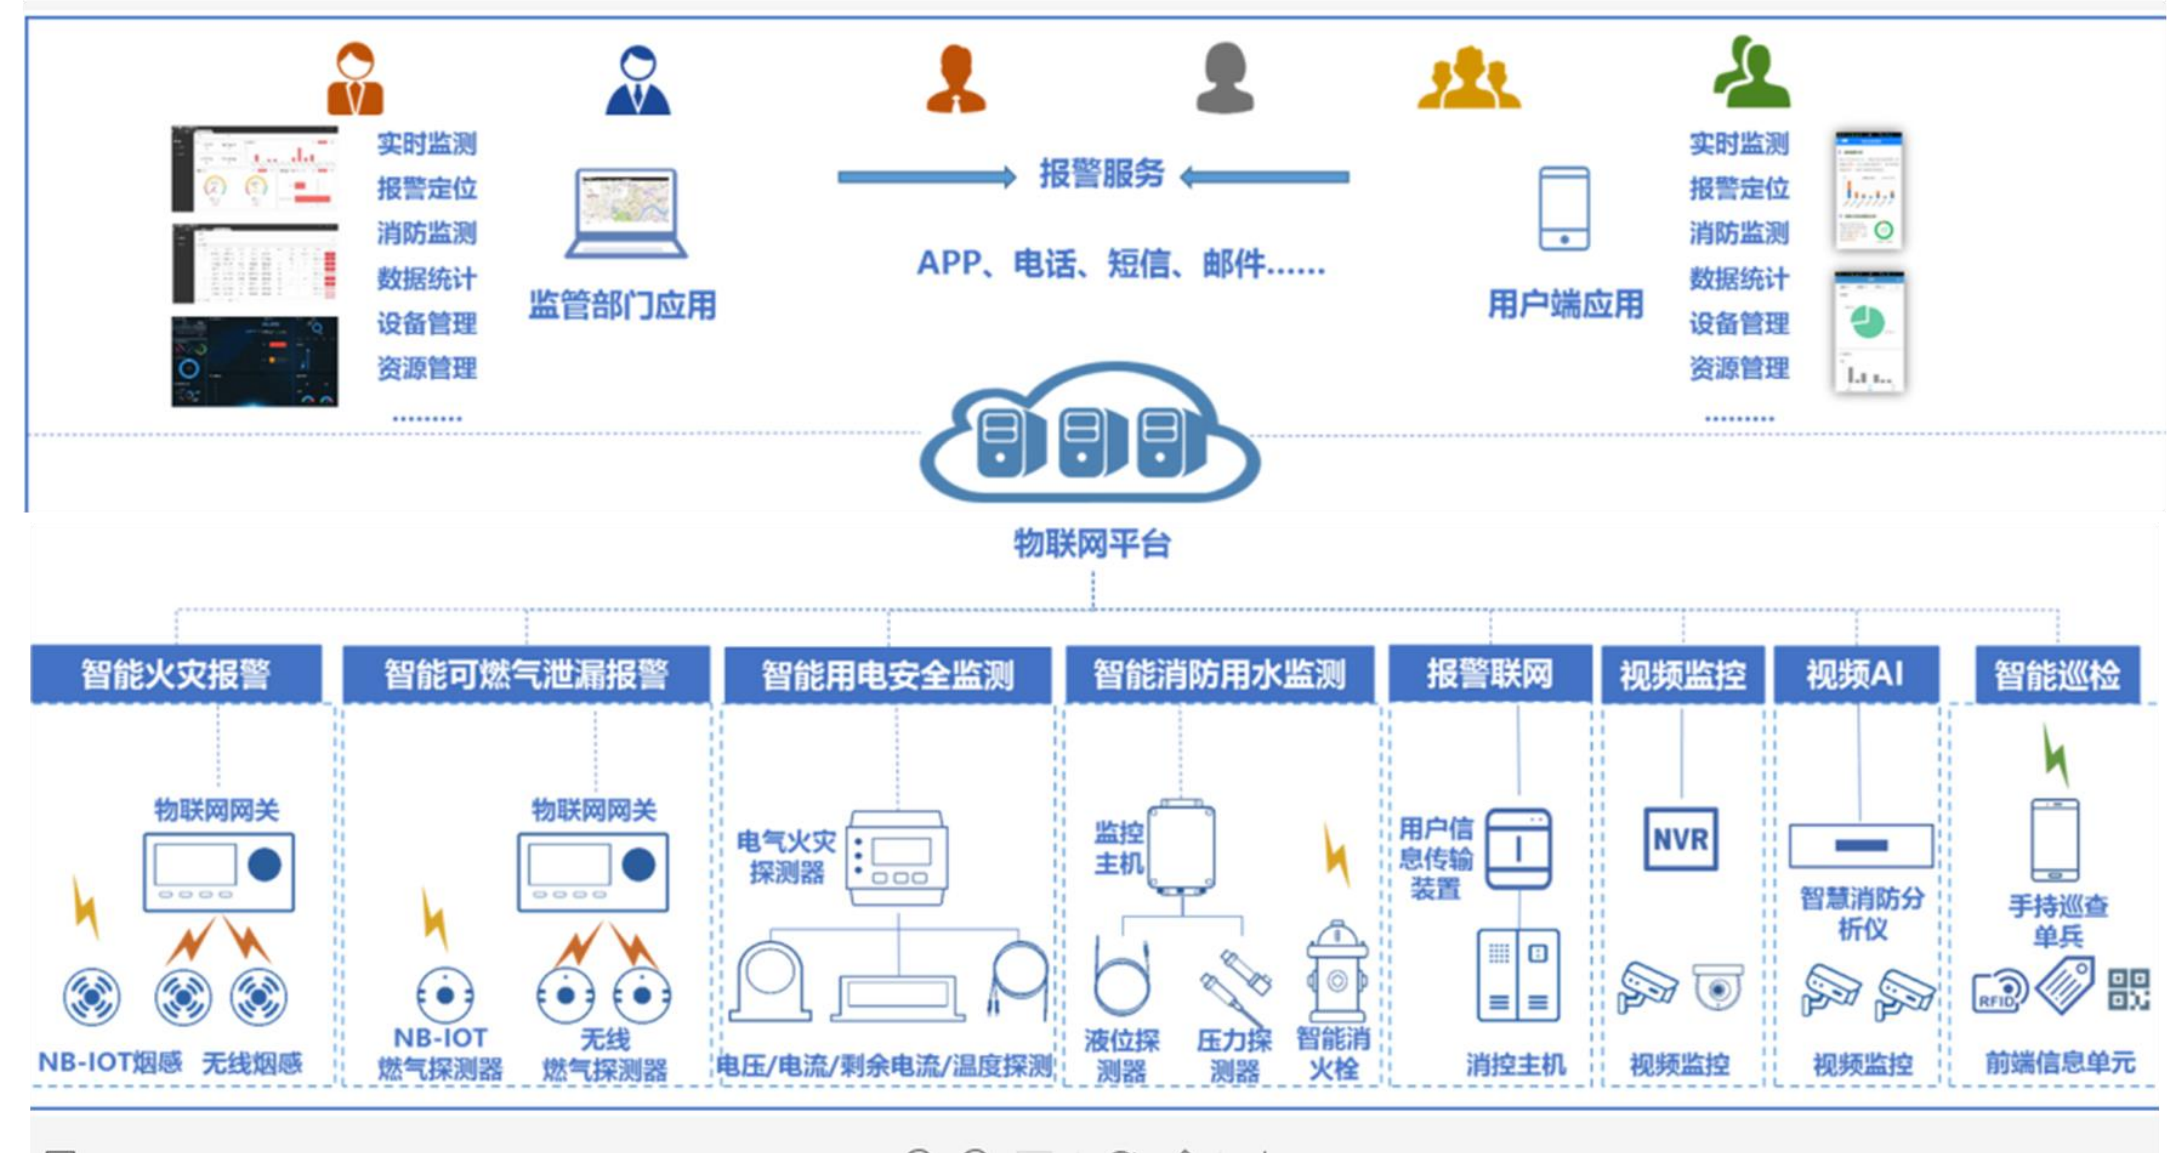 实时监测
报警定位
消防监测
数据统计
设备管理
资源管理
………
监管部门应用
报警服务
APP、电话、短信、邮件……
用户端应用
实时监测
报警定位
消防监测
数据统计
设备管理
资源管理
………
物联网平台
智能火灾报警
智能可燃气泄漏报警
智能用电安全监测
智能消防用水监测
报警联网
视频监控
视频AI
智能巡检
物联网网关
NB-IOT烟感
无线烟感
物联网网关
NB-IOT
燃气探测器
无线
燃气探测器
电气火灾
探测器
电压/电流/剩余电流/温度探测
监控
主机
液位探
测器
压力探
测器
智能消
火栓
用户信
息传输
装置
消控主机
NVR
视频监控
智慧消防分
析仪
视频监控
手持巡查
单兵
RFID
前端信息单元